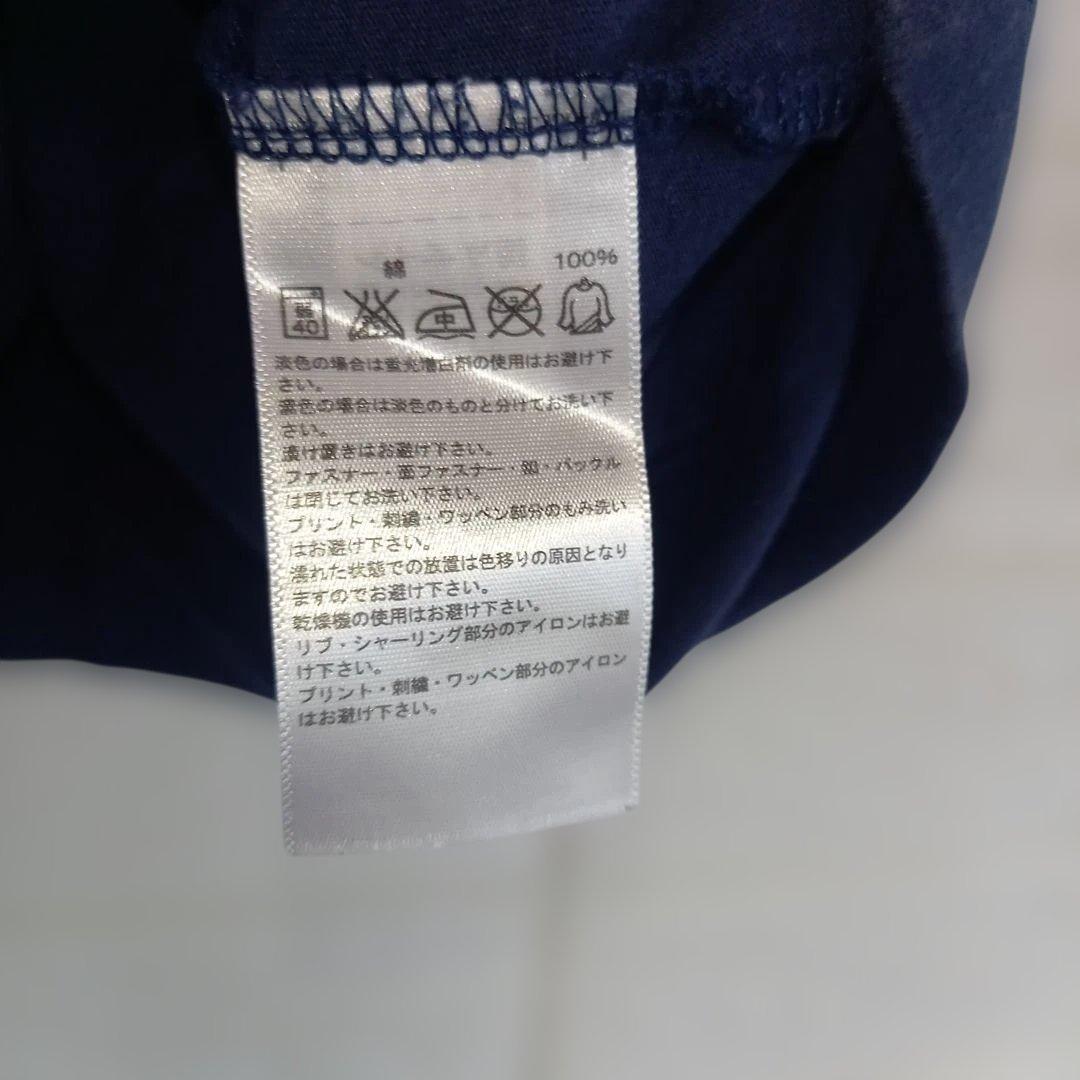 綿 100%
弱
40
中
淡色の場合は蛍光増白剤の使用はお避け下
さい。
濃色の場合は淡色のものと分けてお洗い下
さい。
漬け置きはお避け下さい。
ファスナー・面ファスナー・釦・バックル
は閉じてお洗い下さい。
プリント・刺繍・ワッペン部分のもみ洗い
はお避け下さい。
濡れた状態での放置は色移りの原因となり
ますのでお避け下さい。
乾燥機の使用はお避け下さい。
リブ・シャーリング部分のアイロンはお避
け下さい。
プリント・刺繍・ワッペン部分のアイロン
はお避け下さい。